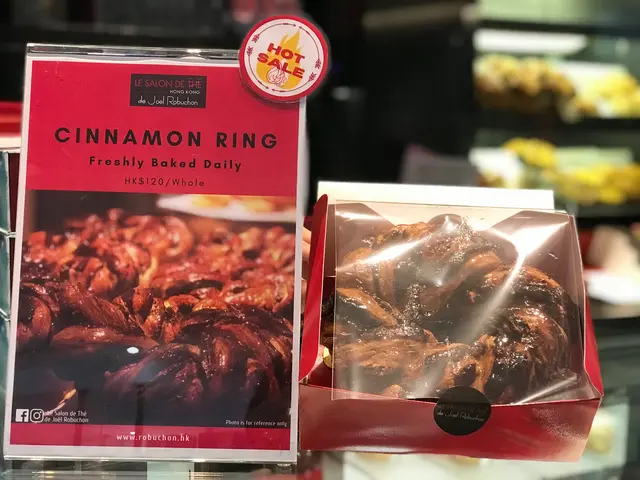 HOT
SALE
LE SALON DE THÉ
HONG KONG
de Joël Robuchon
CINNAMON RING
Freshly Baked Daily
HK$120/Whole
Le Salon de Thé
de Joël Robuchon
Photo is for reference only
www.robuchon.hk
de Joël Robuchon